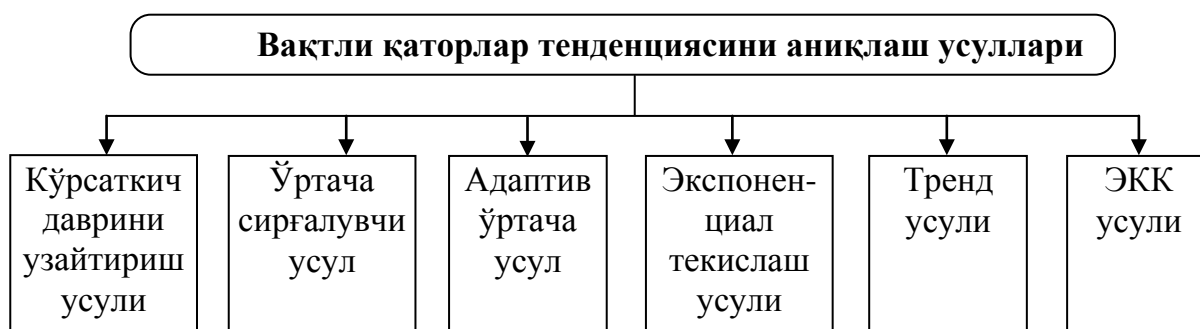 Вақтли қаторлар тенденциясини аниқлаш усуллари
Кўрсаткич
даврини
узайтириш
усули
Ўртача
сирғалувчи
усул
Адаптив
ўртача
усул
Экспонен-
циал
текислаш
усули
Тренд
усули
ЭКК
усули